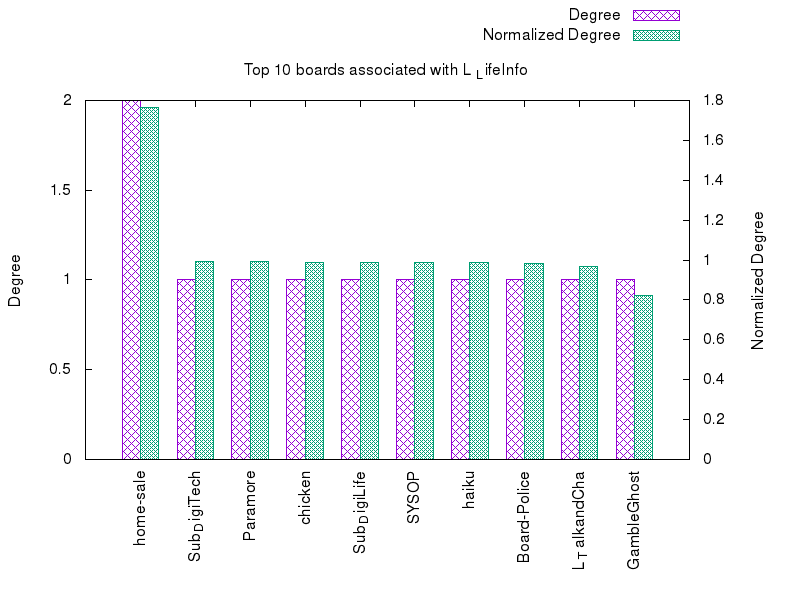 Degree
Normalized Degree
Top 10 boards associated with L LifeInfo
2
1.5
1
0.5
0
1.8
1.6
1.4
1.2
1
0.8
0.6
0.4
0.2
0
Degree
Normalized Degree
home-sale
SubDigiTech
Paramore
chicken
SubDigiLife
SYSOP
haiku
Board-Police
LTalkandCha
GambleGhost